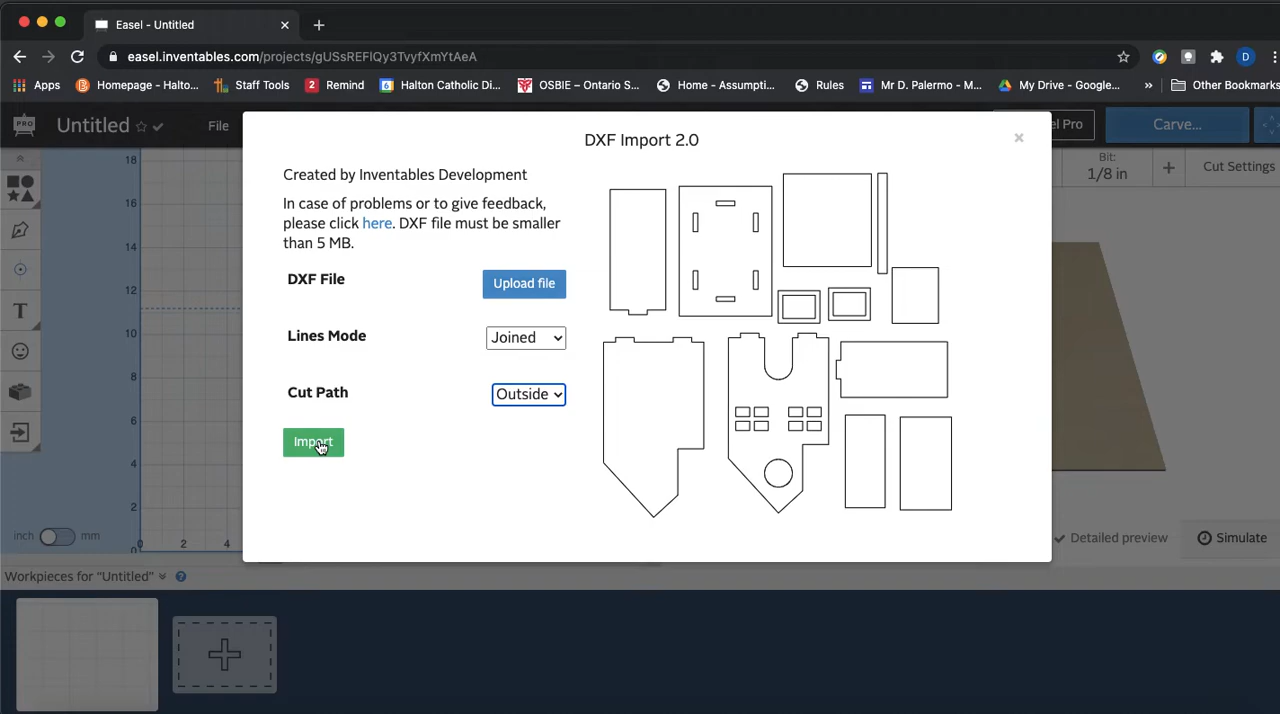 Easel - Untitled
easel.inventables.com/projects/gUSsREFlQy3TvyfXmYtAeA
D
Apps
Homepage - Halto...
Staff Tools
2 Remind
6 Halton Catholic Di...
OSBIE – Ontario S...
Home - Assumpti...
Rules
Mr D. Palermo - M...
My Drive - Google...
»
Other Bookmarks
PRO
Untitled
File
el Pro
Carve...
Bit:
1/8 in
Cut Settings
DXF Import 2.0
Created by Inventables Development
In case of problems or to give feedback,
please click here. DXF file must be smaller
than 5 MB.
DXF File
Upload file
Lines Mode
Joined
Cut Path
Outside
Import
18
16
14
12
10
8
6
4
2
0
2
4
T
inch
mm
Detailed preview
Simulate
Workpieces for "Untitled"
?